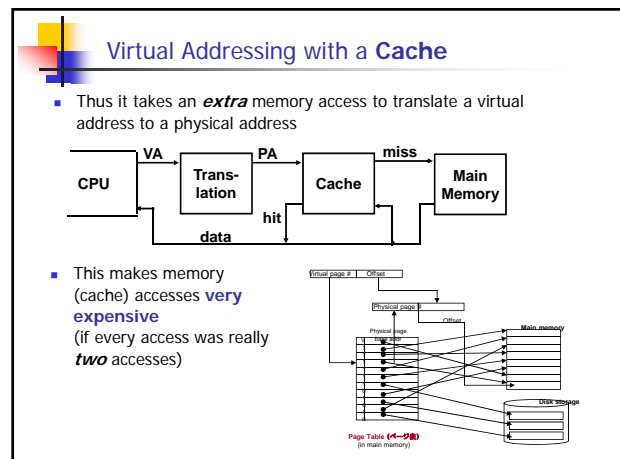 Virtual Addressing with a Cache
Thus it takes an extra memory access to translate a virtual
address to a physical address
CPU
VA
Trans-
lation
PA
Cache
miss
Main
Memory
hit
data
This makes memory
(cache) accesses very
expensive
(if every access was really
two accesses)
Virtual page #
Offset
Physical page #
Offset
Physical page
base addr
V
Main memory
Disk storage
Page Table (ページ表)
(in main memory)